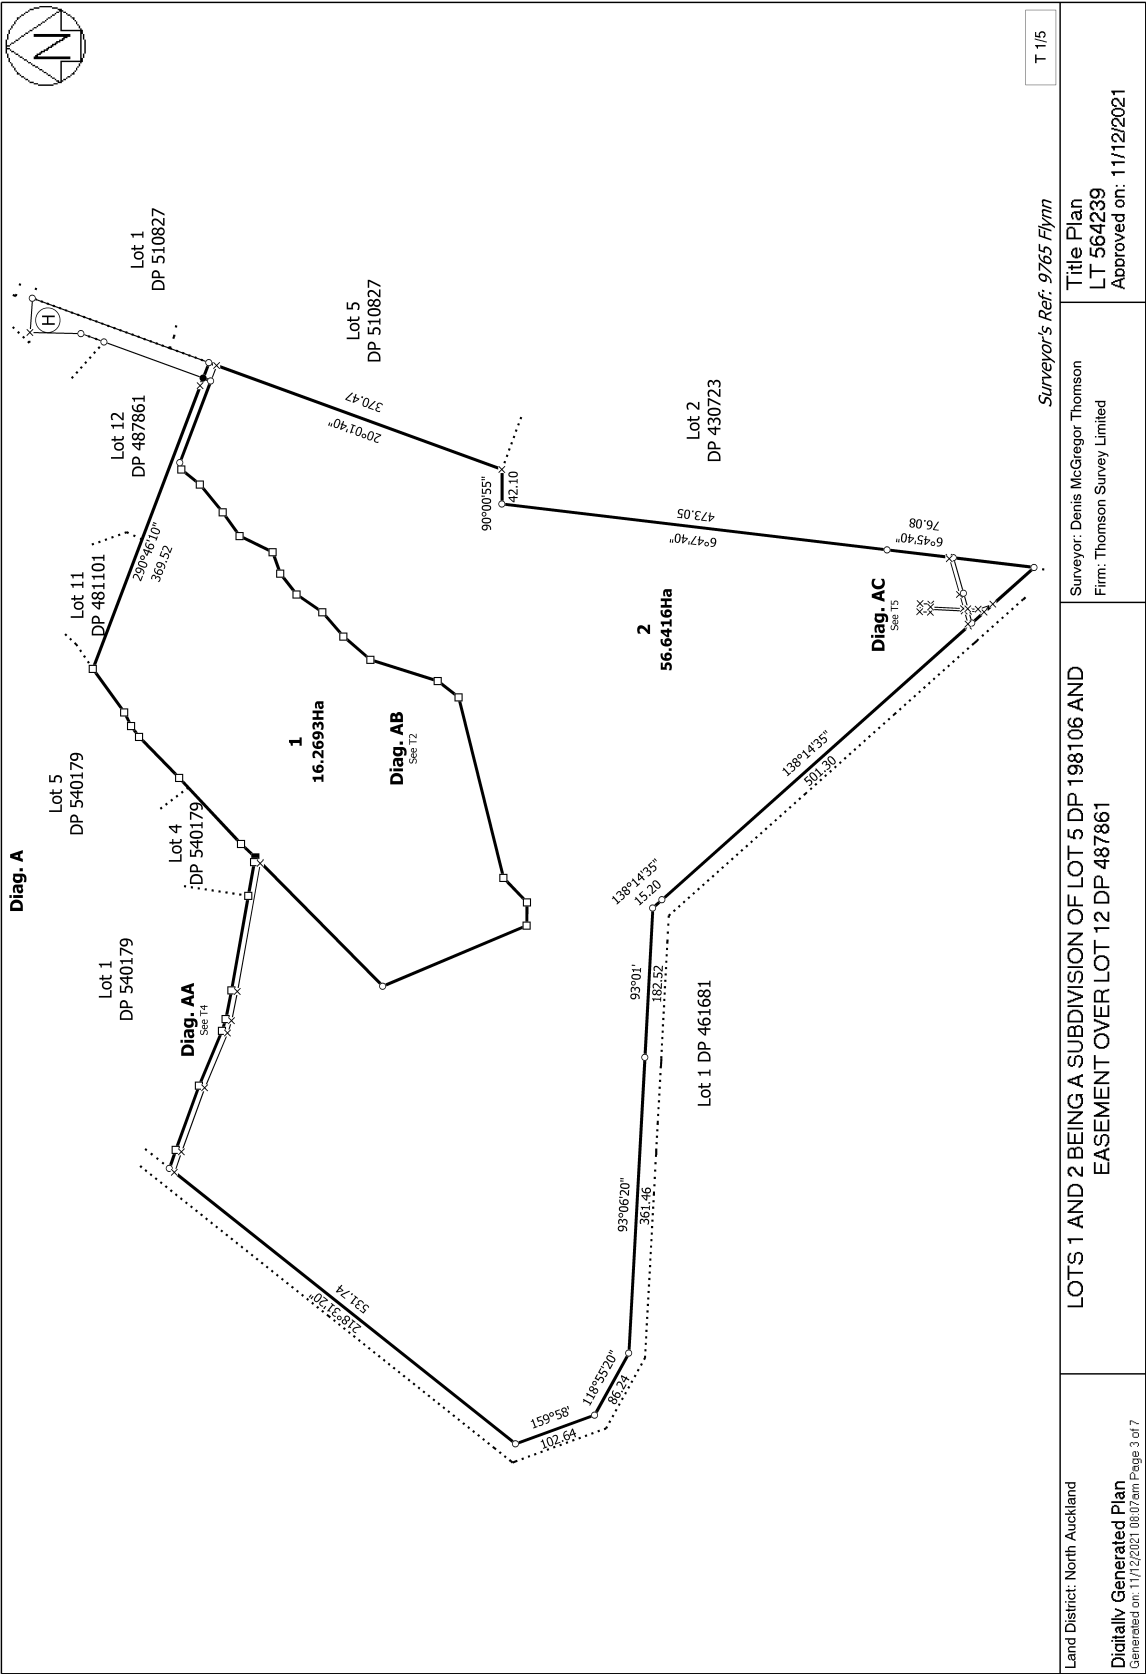 Diag. A
N
Lot 1
DP 540179
Lot 4
DP 540179
Lot 5
DP 540179
Lot 11
DP 481101
Lot 12
DP 487861
H
Lot 1
DP 510827
Lot 5
DP 510827
Lot 2
DP 430723
Lot 1 DP 461681
Diag. AA
See T4
1
16.2693Ha
Diag. AB
See T2
2
56.6416Ha
Diag. AC
See T5
290°46'10"
369.52
370.47
20°01'40"
90°00'55"
42.10
473.05
6°47'40"
76.08
6°45'40"
138°14'35"
501.30
138°14'35"
15.20
93°01'
182.52
93°06'20"
361.46
118°55'20"
86.24
159°58'
102.64
531.74
218°31'20"
T 1/5
Surveyor's Ref: 9765 Flynn
Land District: North Auckland
Digitally Generated Plan
Generated on: 11/12/2021 08:07am Page 3 of 7
LOTS 1 AND 2 BEING A SUBDIVISION OF LOT 5 DP 198106 AND
EASEMENT OVER LOT 12 DP 487861
Surveyor: Denis McGregor Thomson
Firm: Thomson Survey Limited
Title Plan
LT 564239
Approved on: 11/12/2021